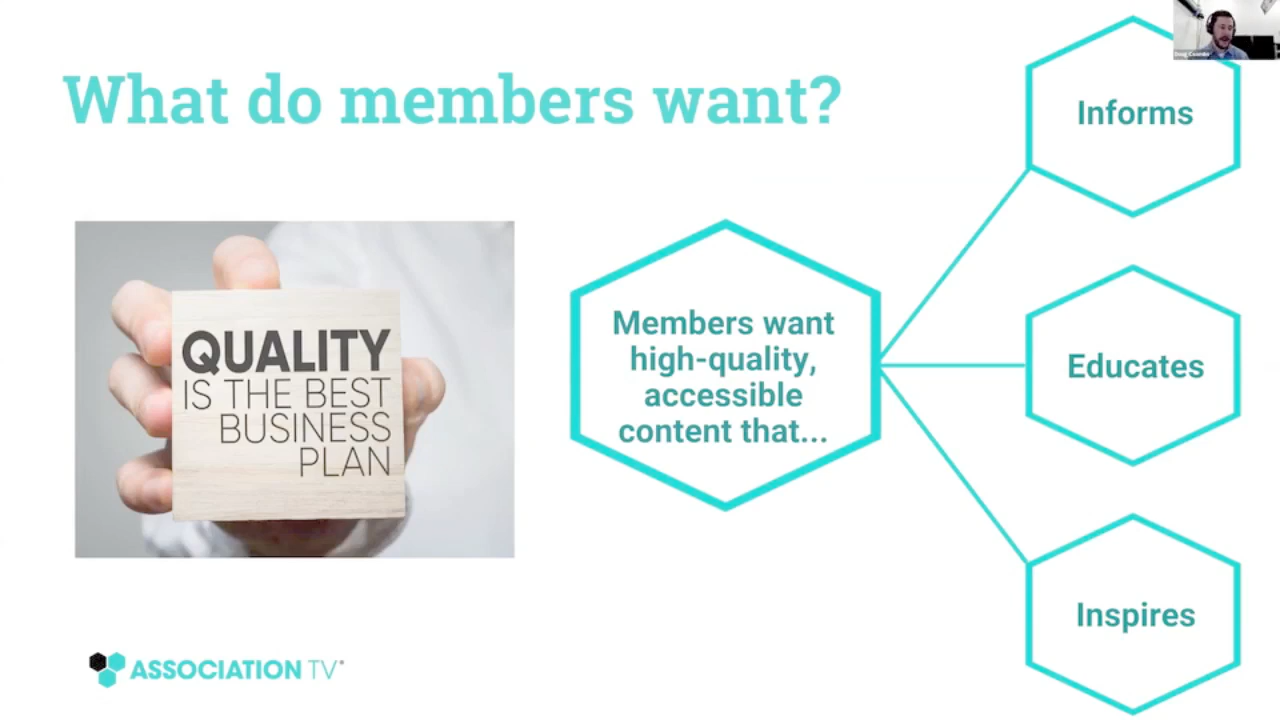 What do members want?
QUALITY
IS THE BEST
BUSINESS
PLAN
Members want
high-quality,
accessible
content that...
Informs
Educates
Inspires
ASSOCIATION TV